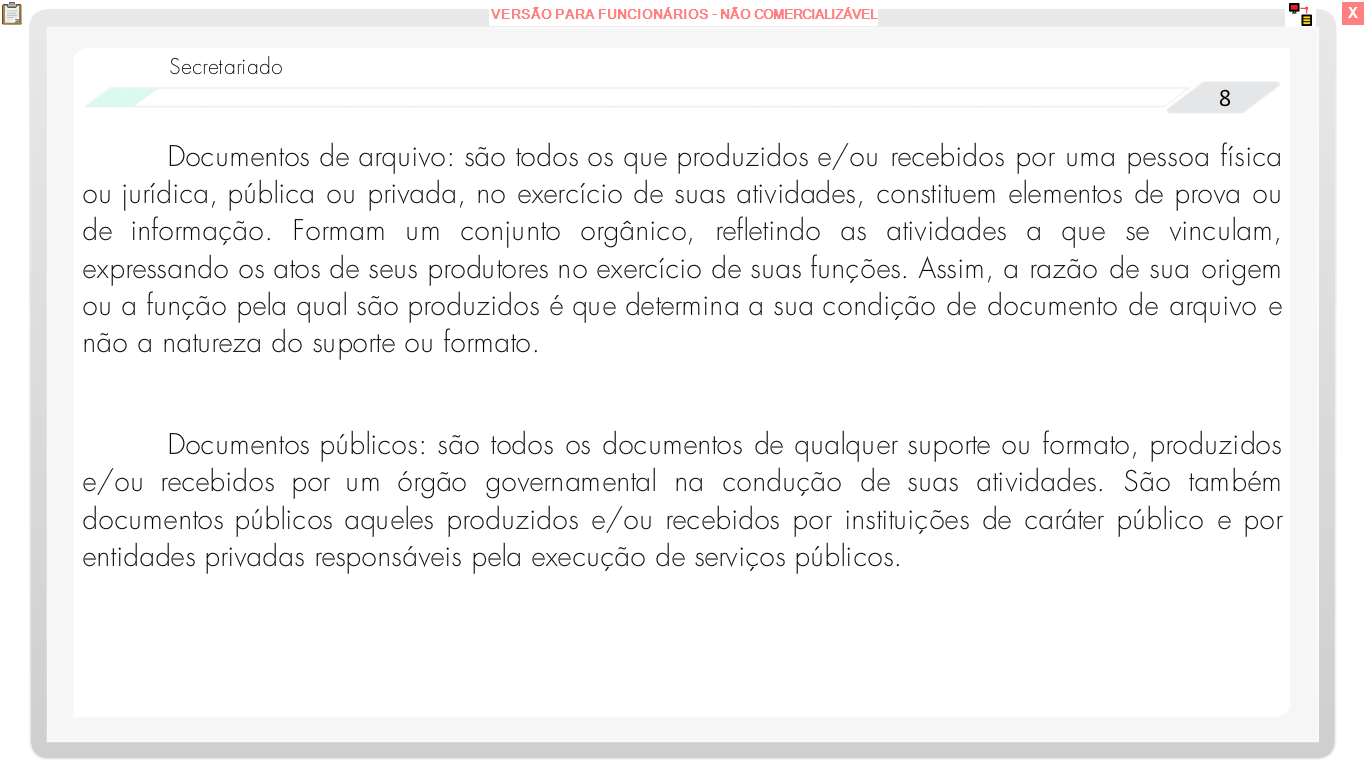 VERSÃO PARA FUNCIONÁRIOS - NÃO COMERCIALIZÁVEL
X
Secretariado
8
Documentos de arquivo: são todos os que produzidos e/ou recebidos por uma pessoa física
ou jurídica, pública ou privada, no exercício de suas atividades, constituem elementos de prova ou
de informação. Formam um conjunto orgânico, refletindo as atividades a que se vinculam,
expressando os atos de seus produtores no exercício de suas funções. Assim, a razão de sua origem
ou a função pela qual são produzidos é que determina a sua condição de documento de arquivo e
não a natureza do suporte ou formato.
Documentos públicos: são todos os documentos de qualquer suporte ou formato, produzidos
e/ou recebidos por um órgão governamental na condução de suas atividades. São também
documentos públicos aqueles produzidos e/ou recebidos por instituições de caráter público e por
entidades privadas responsáveis pela execução de serviços públicos.